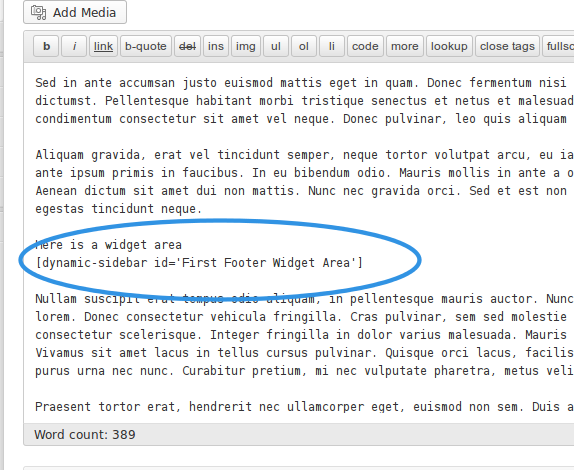 Add Media
b i link b-quote del ins img ul ol li code more lookup close tags fullsc
Sed in ante accumsan justo euismod mattis eget in quam. Donec fermentum nisi
dictumst. Pellentesque habitant morbi tristique senectus et netus et malesuad
condimentum consectetur sit amet vel neque. Donec pulvinar, leo quis aliquam
Aliquam gravida, erat vel tincidunt semper, neque tortor volutpat arcu, eu ia
ante ipsum primis in faucibus. In eu bibendum odio. Mauris mollis in ante a o
Aenean dictum sit amet dui non mattis. Nunc nec gravida orci. Sed et est non
egestas tincidunt neque.
Here is a widget area
[dynamic-sidebar id='First Footer Widget Area']
Nullam suscipit erat tempus odio aliquam, in pellentesque mauris auctor. Nunc
lorem. Donec consectetur vehicula fringilla. Cras pulvinar, sem sed molestie
consectetur scelerisque. Integer fringilla in dolor varius malesuada. Mauris
Vivamus sit amet lacus in tellus cursus pulvinar. Quisque orci lacus, facilis
purus urna nec nunc. Curabitur pretium, mi nec vulputate pharetra, metus veli
Praesent tortor erat, hendrerit nec ullamcorper eget, euismod non sem. Duis a
Word count: 389